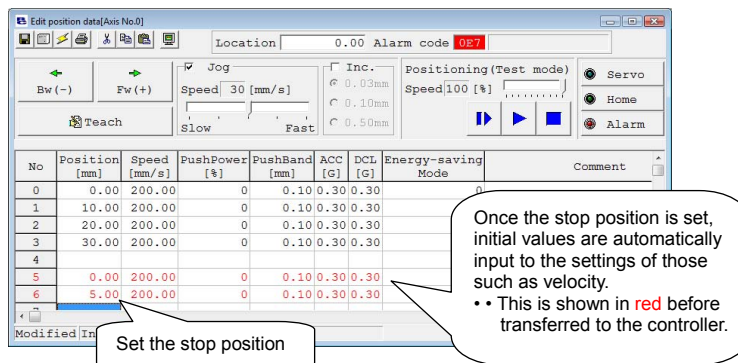 Edit position data[Axis No.0]
Location 0.00 Alarm code 0E7
Bw(-) Fw(+)
Teach
Jog
Speed 30 [mm/s]
Slow Fast
Inc.
0.03mm
0.10mm
0.50mm
Positioning(Test mode)
Speed 100 [%]
Servo
Home
Alarm
No Position [mm] Speed [mm/s] PushPower [%] PushBand [mm] ACC [G] DCL [G] Energy-saving Mode Comment
0 0.00 200.00 0 0.10 0.30 0.30 0
1 10.00 200.00 0 0.10 0.30 0.30
2 20.00 200.00 0 0.10 0.30 0.30
3 30.00 200.00 0 0.10 0.30 0.30
4
5 0.00 200.00 0 0.10 0.30 0.30
6 5.00 200.00 0 0.10 0.30 0.30
Modified In
Set the stop position
Once the stop position is set,
initial values are automatically
input to the settings of those
such as velocity.
• • This is shown in red before
transferred to the controller.